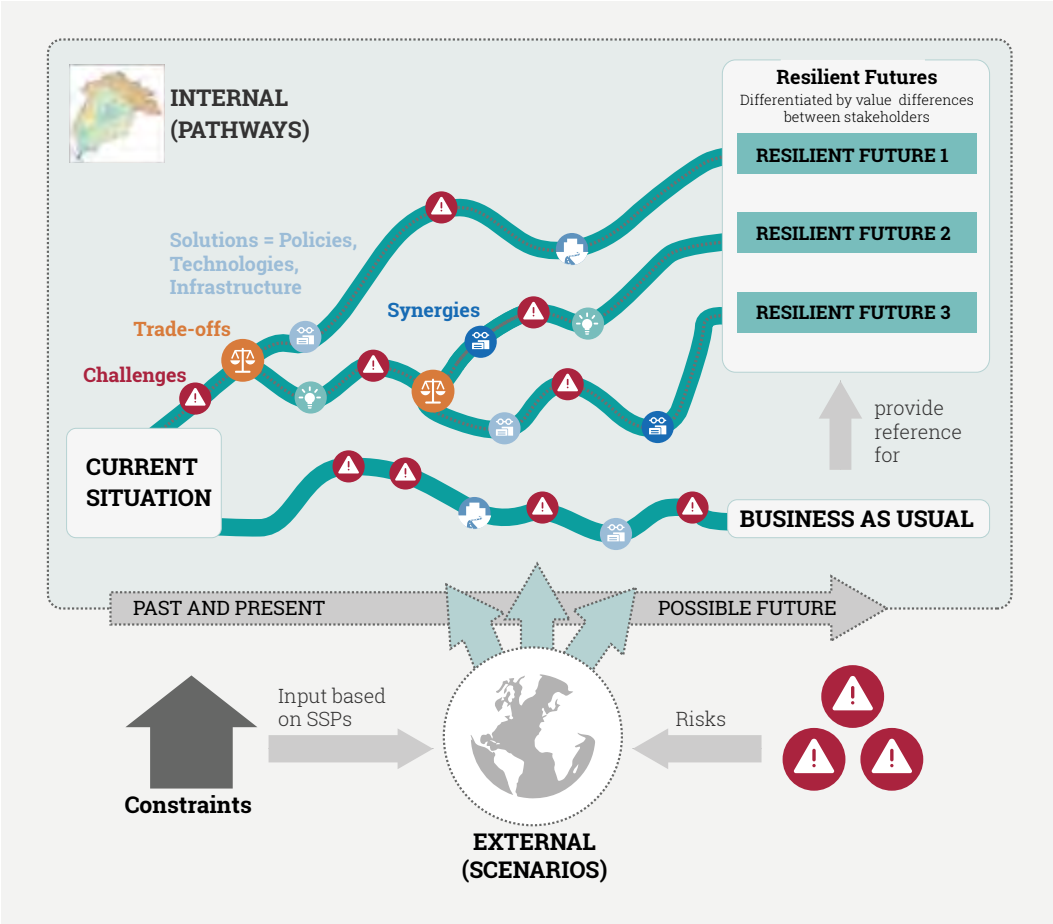 INTERNAL
(PATHWAYS)
Resilient Futures
Differentiated by value differences
between stakeholders
RESILIENT FUTURE 1
RESILIENT FUTURE 2
RESILIENT FUTURE 3
Solutions = Policies,
Technologies,
Infrastructure
Synergies
Trade-offs
Challenges
provide
reference
for
CURRENT
SITUATION
BUSINESS AS USUAL
PAST AND PRESENT
POSSIBLE FUTURE
Input based
on SSPs
Risks
Constraints
EXTERNAL
(SCENARIOS)